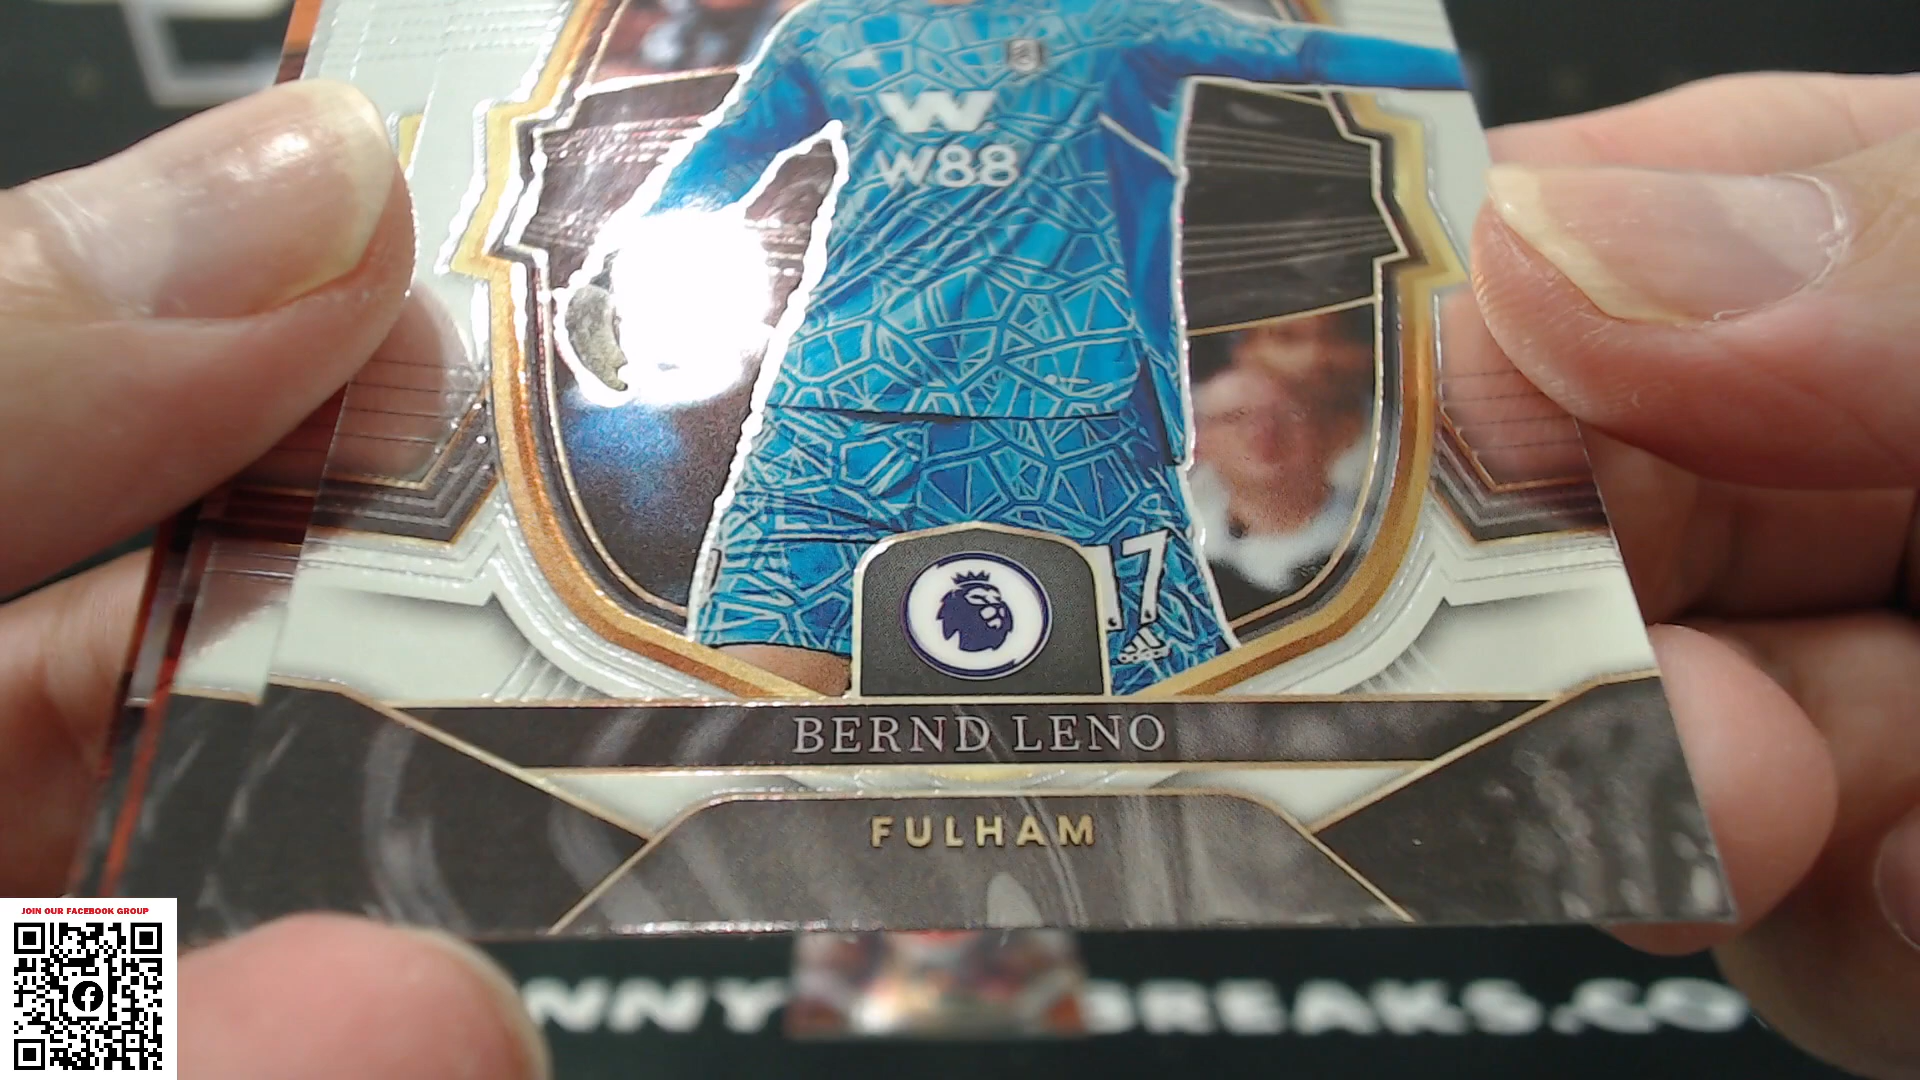 W88
17
BERND LENO
FULHAM
JOIN OUR FACEBOOK GROUP